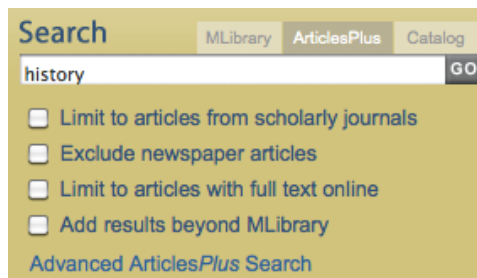 Search MLibrary ArticlesPlus Catalog
history GO
Limit to articles from scholarly journals
Exclude newspaper articles
Limit to articles with full text online
Add results beyond MLibrary
Advanced ArticlesPlus Search